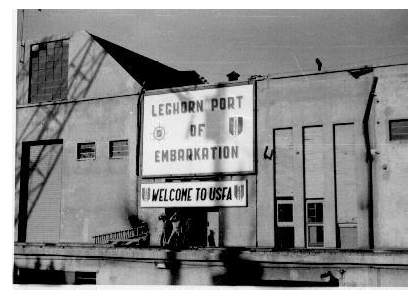 LEGHORN PORT
OF
EMBARKATION
WELCOME TO USFA